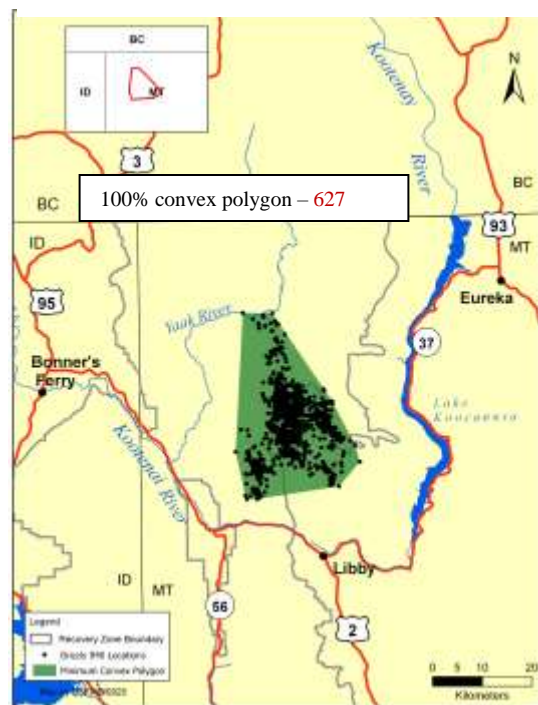 BC
ID
MT
N
Kootenay
River
3
100% convex polygon – 627
BC
ID
BC
MT
93
Eureka
95
Yaak River
37
Bonner's
Ferry
Lake
Koocanusa
Kootenai River
Libby
ID
MT
56
2
Legend
Recovery Zone Boundary
Locations
Minimum Convex Polygon
0 5 10 20
Kilometers